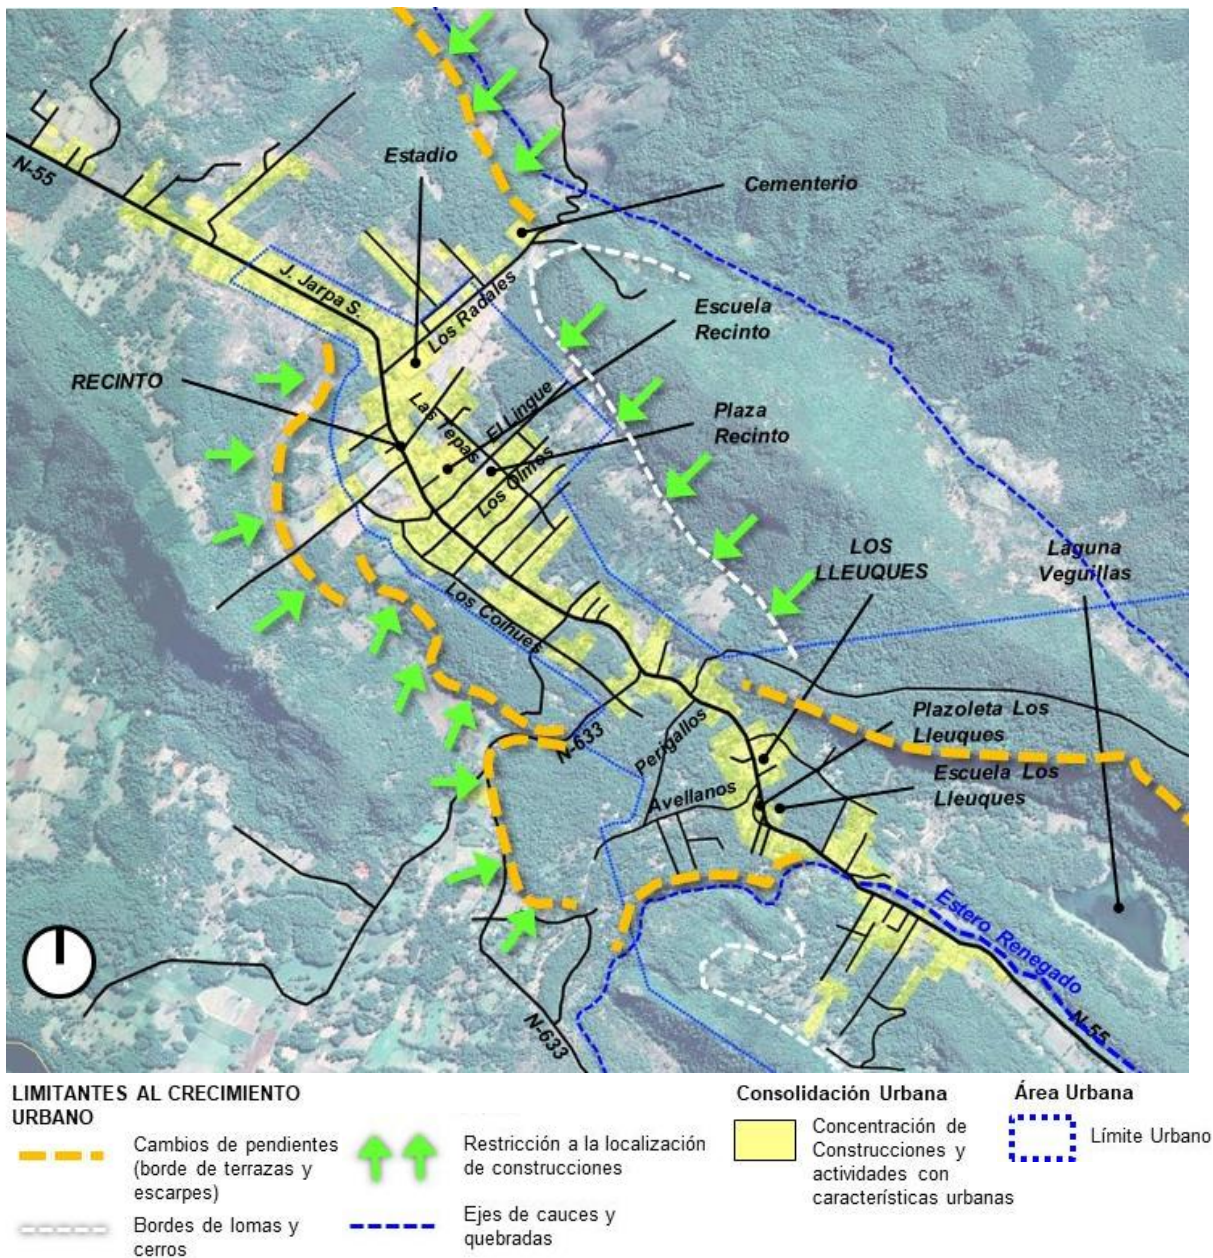 Estadio
N-55
Cementerio
J. Jarpa S.
Los Radales
Escuela
Recinto
RECINTO
Las Tepas
El Lingue
Plaza
Recinto
Los Olmos
LOS
LLEUQUES
Laguna
Veguillas
Los Coihues
Plazoleta Los
Lleuques
N-633
Perigallos
Escuela Los
Lleuques
Avellanos
Estero Renegado
N-633
N-55
LIMITANTES AL CRECIMIENTO
URBANO
Cambios de pendientes
(borde de terrazas y
escarpes)
Bordes de lomas y
cerros
Restricción a la localización
de construcciones
Ejes de cauces y
quebradas
Consolidación Urbana
Concentración de
Construcciones y
actividades con
características urbanas
Área Urbana
Límite Urbano